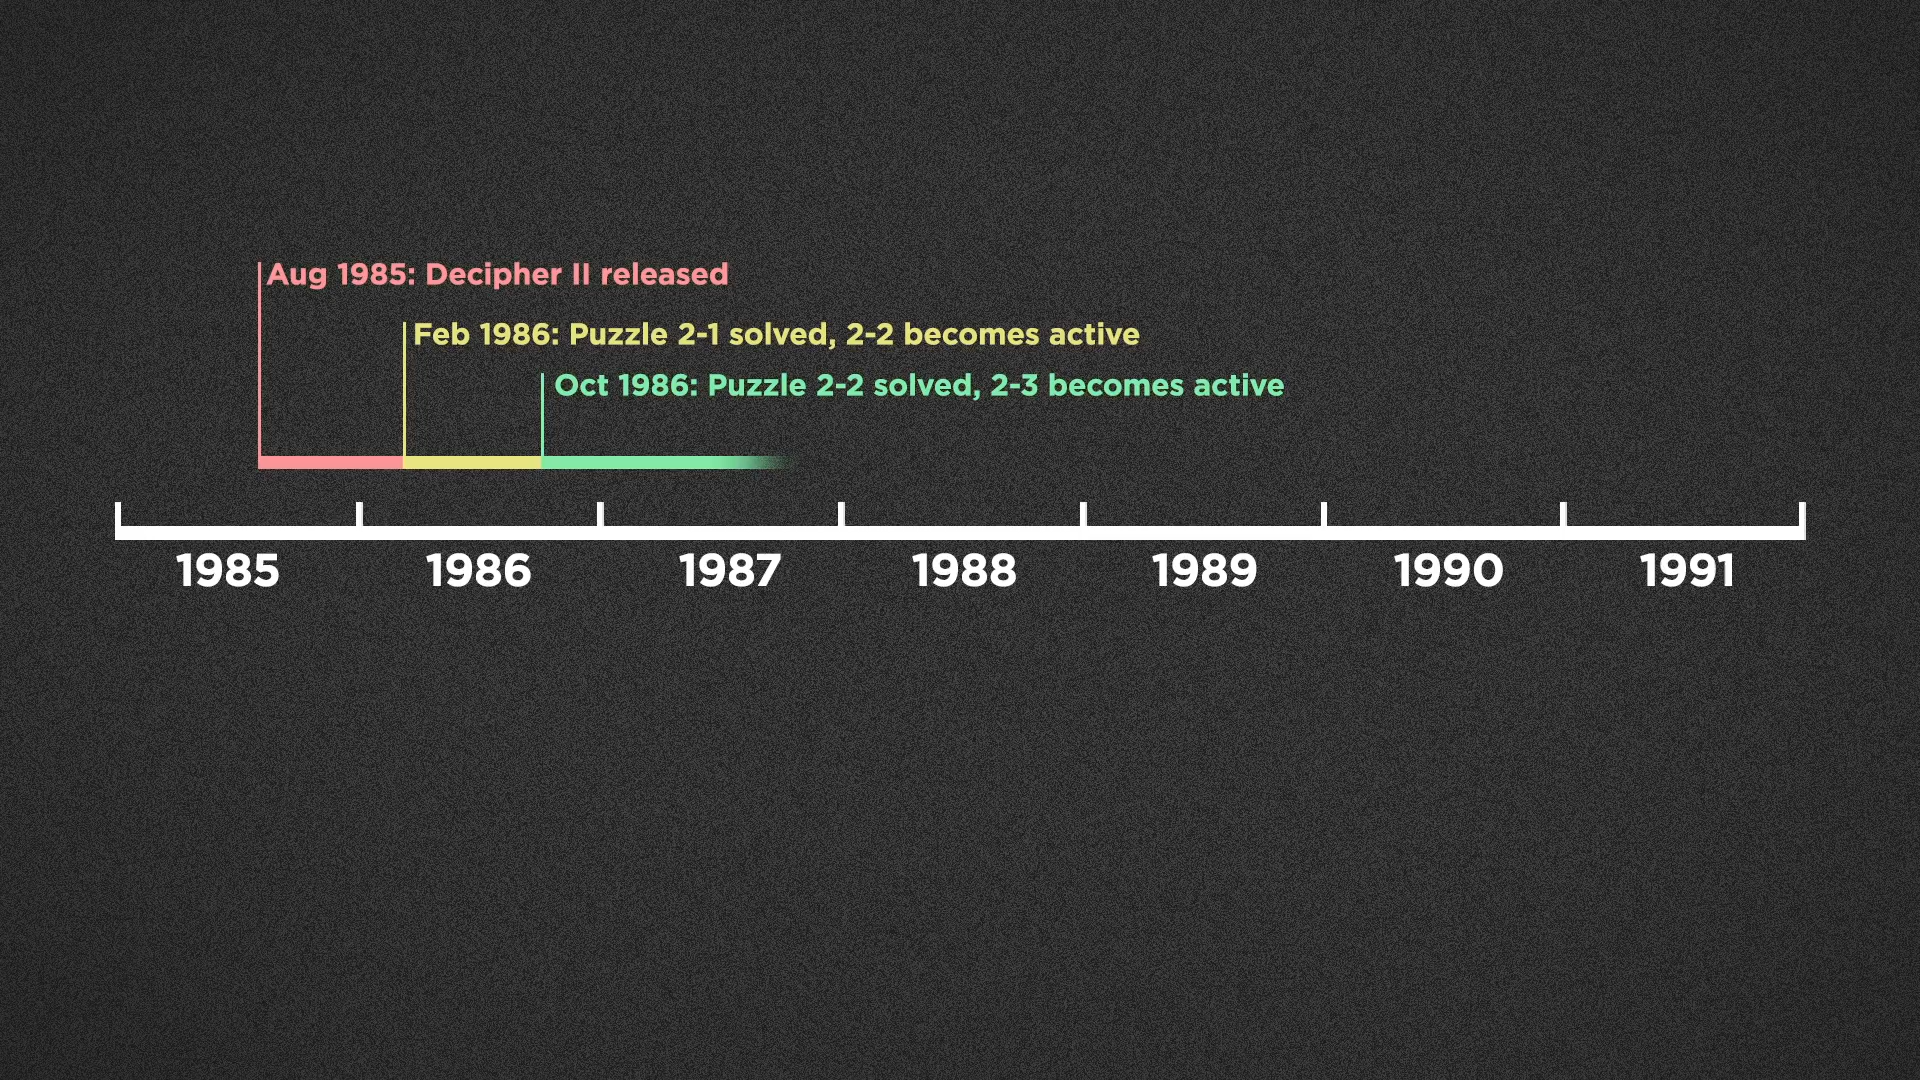 Aug 1985: Decipher II released
Feb 1986: Puzzle 2-1 solved, 2-2 becomes active
Oct 1986: Puzzle 2-2 solved, 2-3 becomes active
1985 1986 1987 1988 1989 1990 1991